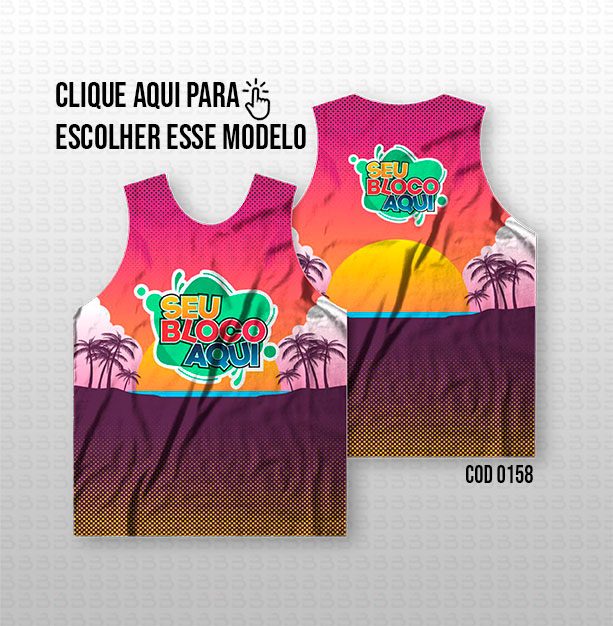 CLIQUE AQUI PARA
ESCOLHER ESSE MODELO
SEU
BLOCO
AQUI
SEU
BLOCO
AQUI
COD 0158